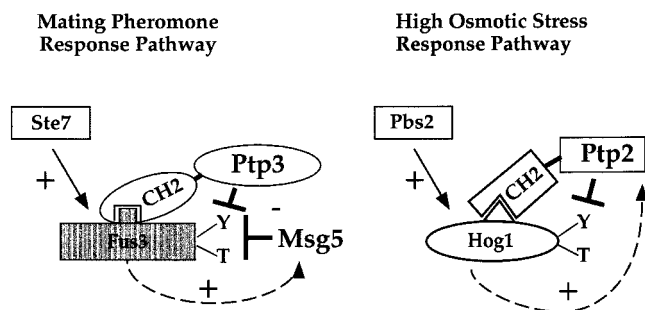 Mating Pheromone
Response Pathway
High Osmotic Stress
Response Pathway
Ste7
+
CH2
Ptp3
Fus3
Y
T
-
Msg5
+
Pbs2
+
CH2
Ptp2
Hog1
Y
T
+